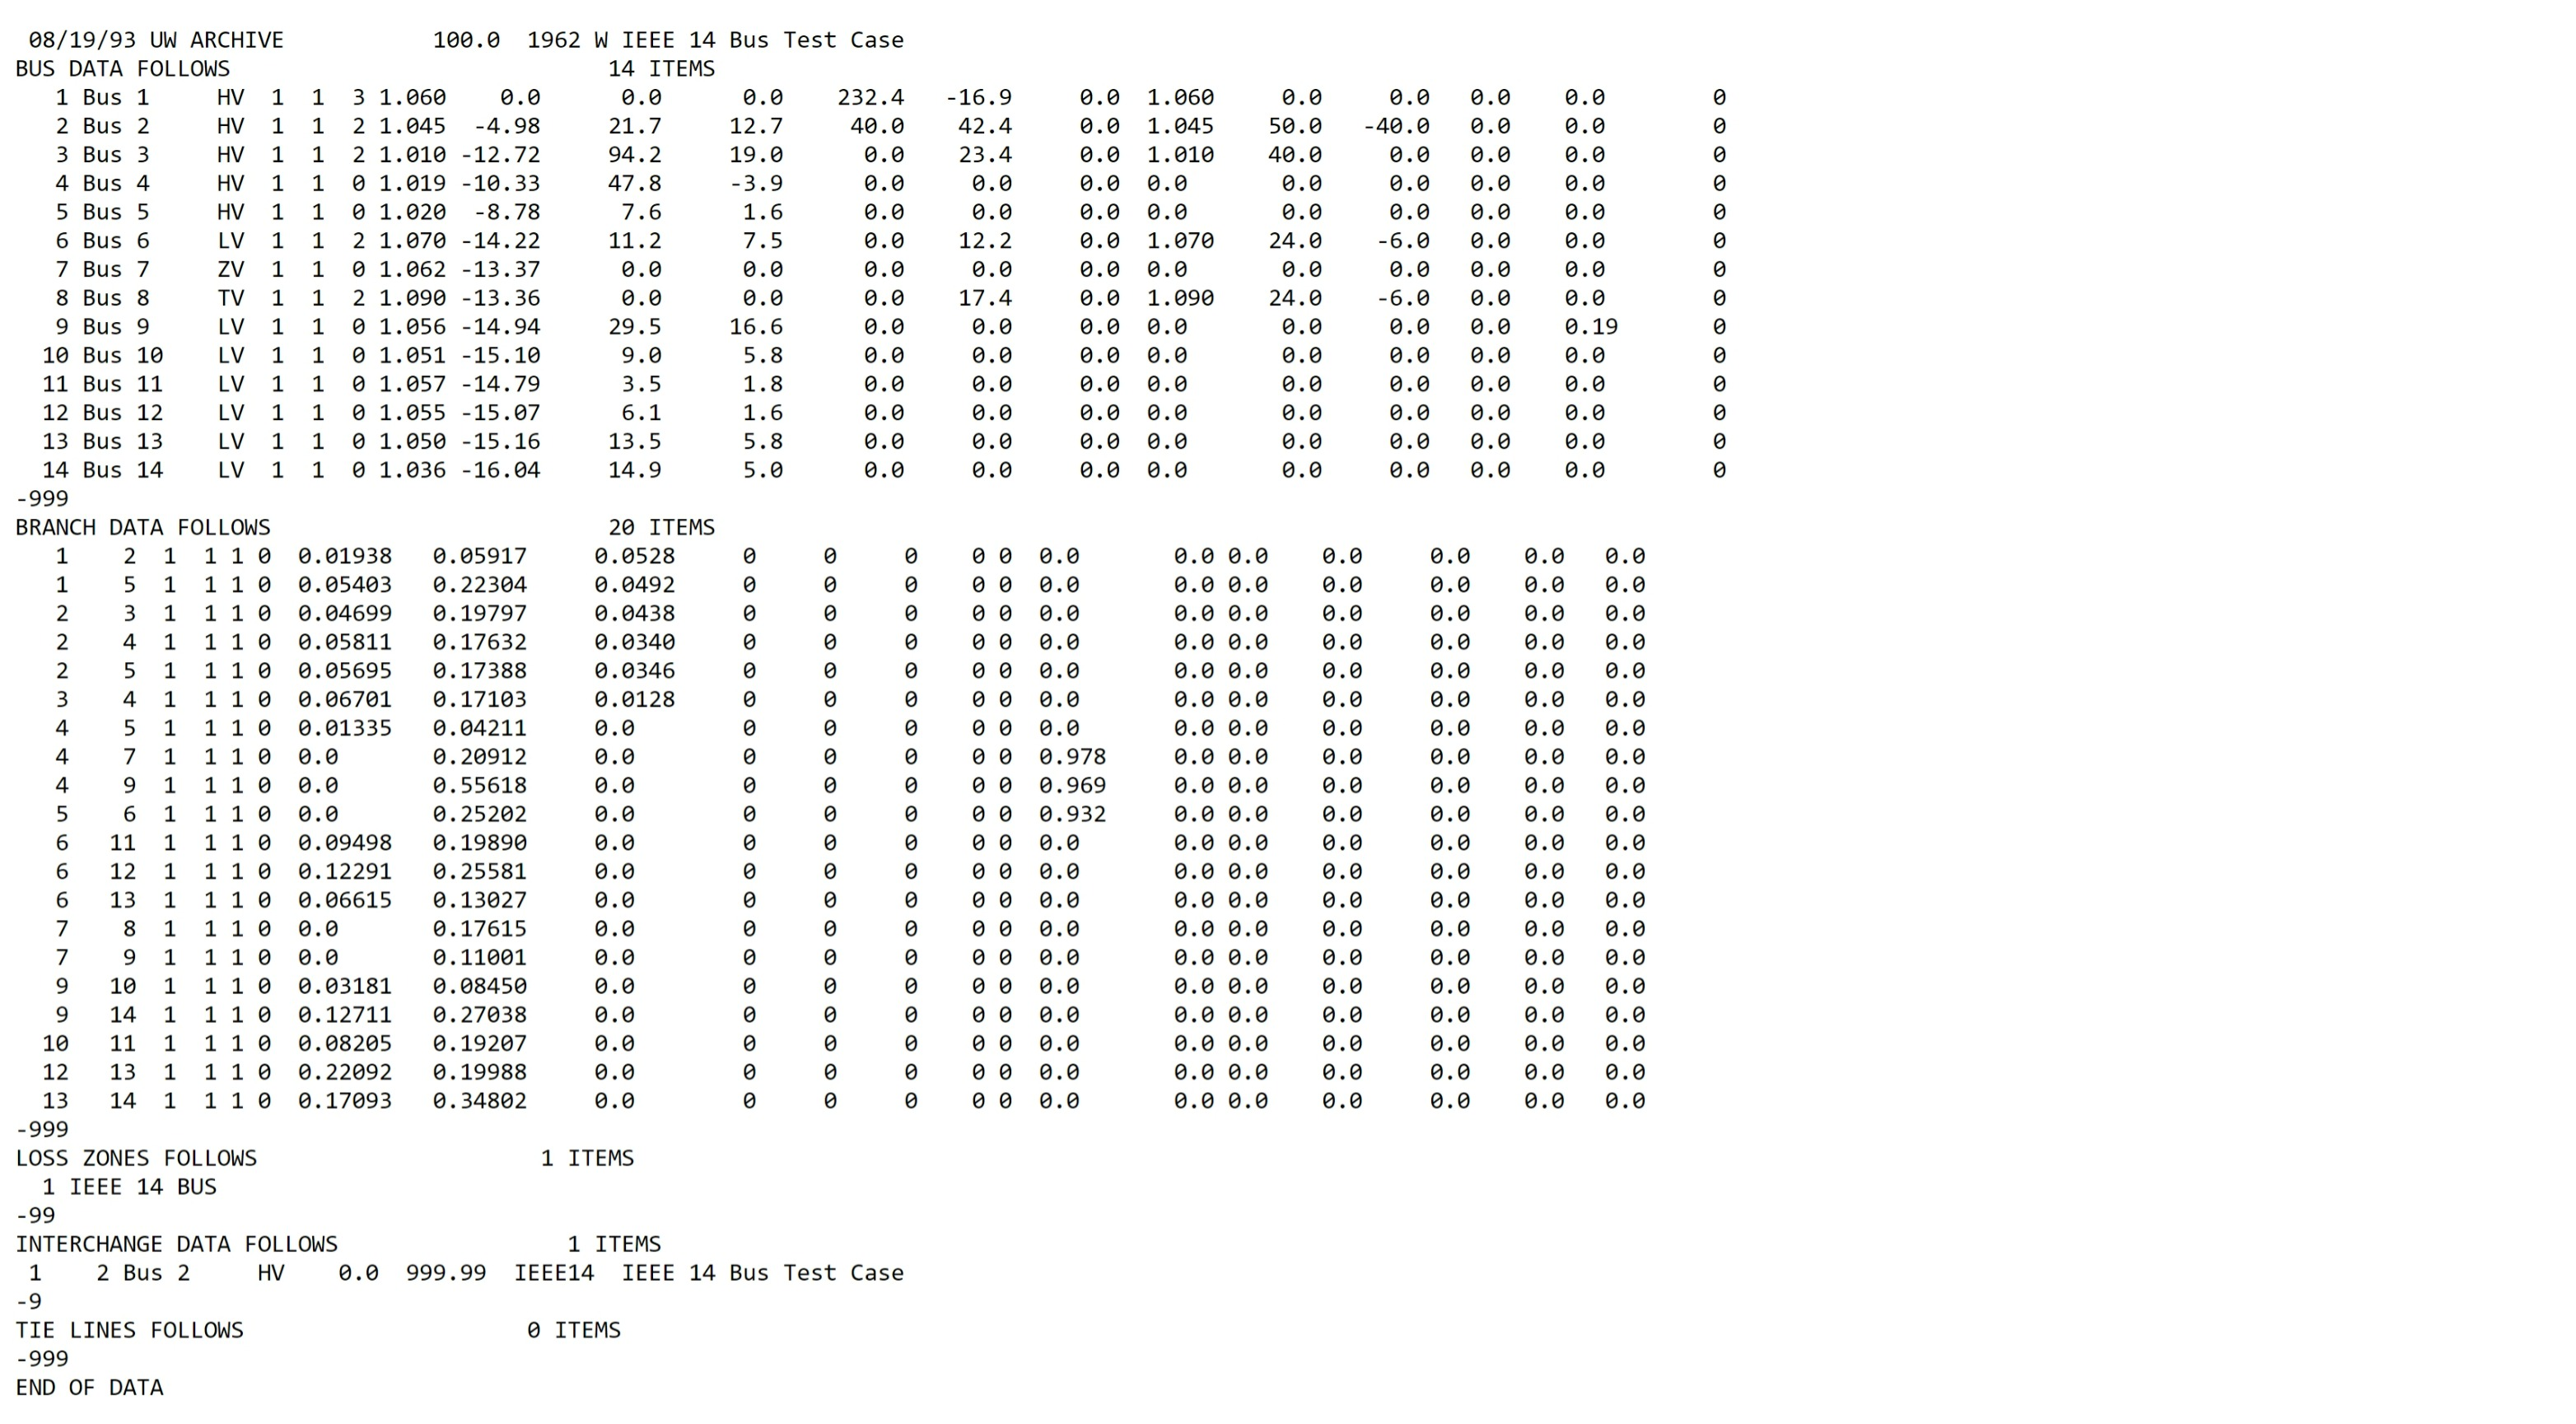 08/19/93 UW ARCHIVE           100.0  1962 W IEEE 14 Bus Test Case
BUS DATA FOLLOWS                            14 ITEMS
   1 Bus 1     HV  1  1  3 1.060    0.0      0.0      0.0    232.4   -16.9     0.0  1.060     0.0     0.0   0.0    0.0        0
   2 Bus 2     HV  1  1  2 1.045  -4.98     21.7     12.7     40.0    42.4     0.0  1.045    50.0   -40.0   0.0    0.0        0
   3 Bus 3     HV  1  1  2 1.010 -12.72     94.2     19.0      0.0    23.4     0.0  1.010    40.0     0.0   0.0    0.0        0
   4 Bus 4     HV  1  1  0 1.019 -10.33     47.8     -3.9      0.0     0.0     0.0  0.0       0.0     0.0   0.0    0.0        0
   5 Bus 5     HV  1  1  0 1.020  -8.78      7.6      1.6      0.0     0.0     0.0  0.0       0.0     0.0   0.0    0.0        0
   6 Bus 6     LV  1  1  2 1.070 -14.22     11.2      7.5      0.0    12.2     0.0  1.070    24.0    -6.0   0.0    0.0        0
   7 Bus 7     ZV  1  1  0 1.062 -13.37      0.0      0.0      0.0     0.0     0.0  0.0       0.0     0.0   0.0    0.0        0
   8 Bus 8     TV  1  1  2 1.090 -13.36      0.0      0.0      0.0    17.4     0.0  1.090    24.0    -6.0   0.0    0.0        0
   9 Bus 9     LV  1  1  0 1.056 -14.94     29.5     16.6      0.0     0.0     0.0  0.0       0.0     0.0   0.0    0.19       0
  10 Bus 10    LV  1  1  0 1.051 -15.10      9.0      5.8      0.0     0.0     0.0  0.0       0.0     0.0   0.0    0.0        0
  11 Bus 11    LV  1  1  0 1.057 -14.79      3.5      1.8      0.0     0.0     0.0  0.0       0.0     0.0   0.0    0.0        0
  12 Bus 12    LV  1  1  0 1.055 -15.07      6.1      1.6      0.0     0.0     0.0  0.0       0.0     0.0   0.0    0.0        0
  13 Bus 13    LV  1  1  0 1.050 -15.16     13.5      5.8      0.0     0.0     0.0  0.0       0.0     0.0   0.0    0.0        0
  14 Bus 14    LV  1  1  0 1.036 -16.04     14.9      5.0      0.0     0.0     0.0  0.0       0.0     0.0   0.0    0.0        0
-999
BRANCH DATA FOLLOWS                         20 ITEMS
   1    2  1  1 1 0  0.01938   0.05917     0.0528     0     0     0    0 0  0.0       0.0 0.0    0.0     0.0    0.0   0.0
   1    5  1  1 1 0  0.05403   0.22304     0.0492     0     0     0    0 0  0.0       0.0 0.0    0.0     0.0    0.0   0.0
   2    3  1  1 1 0  0.04699   0.19797     0.0438     0     0     0    0 0  0.0       0.0 0.0    0.0     0.0    0.0   0.0
   2    4  1  1 1 0  0.05811   0.17632     0.0340     0     0     0    0 0  0.0       0.0 0.0    0.0     0.0    0.0   0.0
   2    5  1  1 1 0  0.05695   0.17388     0.0346     0     0     0    0 0  0.0       0.0 0.0    0.0     0.0    0.0   0.0
   3    4  1  1 1 0  0.06701   0.17103     0.0128     0     0     0    0 0  0.0       0.0 0.0    0.0     0.0    0.0   0.0
   4    5  1  1 1 0  0.01335   0.04211     0.0        0     0     0    0 0  0.0       0.0 0.0    0.0     0.0    0.0   0.0
   4    7  1  1 1 0  0.0       0.20912     0.0        0     0     0    0 0  0.978     0.0 0.0    0.0     0.0    0.0   0.0
   4    9  1  1 1 0  0.0       0.55618     0.0        0     0     0    0 0  0.969     0.0 0.0    0.0     0.0    0.0   0.0
   5    6  1  1 1 0  0.0       0.25202     0.0        0     0     0    0 0  0.932     0.0 0.0    0.0     0.0    0.0   0.0
   6   11  1  1 1 0  0.09498   0.19890     0.0        0     0     0    0 0  0.0       0.0 0.0    0.0     0.0    0.0   0.0
   6   12  1  1 1 0  0.12291   0.25581     0.0        0     0     0    0 0  0.0       0.0 0.0    0.0     0.0    0.0   0.0
   6   13  1  1 1 0  0.06615   0.13027     0.0        0     0     0    0 0  0.0       0.0 0.0    0.0     0.0    0.0   0.0
   7    8  1  1 1 0  0.0       0.17615     0.0        0     0     0    0 0  0.0       0.0 0.0    0.0     0.0    0.0   0.0
   7    9  1  1 1 0  0.0       0.11001     0.0        0     0     0    0 0  0.0       0.0 0.0    0.0     0.0    0.0   0.0
   9   10  1  1 1 0  0.03181   0.08450     0.0        0     0     0    0 0  0.0       0.0 0.0    0.0     0.0    0.0   0.0
   9   14  1  1 1 0  0.12711   0.27038     0.0        0     0     0    0 0  0.0       0.0 0.0    0.0     0.0    0.0   0.0
  10   11  1  1 1 0  0.08205   0.19207     0.0        0     0     0    0 0  0.0       0.0 0.0    0.0     0.0    0.0   0.0
  12   13  1  1 1 0  0.22092   0.19988     0.0        0     0     0    0 0  0.0       0.0 0.0    0.0     0.0    0.0   0.0
  13   14  1  1 1 0  0.17093   0.34802     0.0        0     0     0    0 0  0.0       0.0 0.0    0.0     0.0    0.0   0.0
-999
LOSS ZONES FOLLOWS                     1 ITEMS
  1 IEEE 14 BUS
-99
INTERCHANGE DATA FOLLOWS                 1 ITEMS
 1    2 Bus 2     HV    0.0  999.99  IEEE14  IEEE 14 Bus Test Case
-9
TIE LINES FOLLOWS                     0 ITEMS
-999
END OF DATA